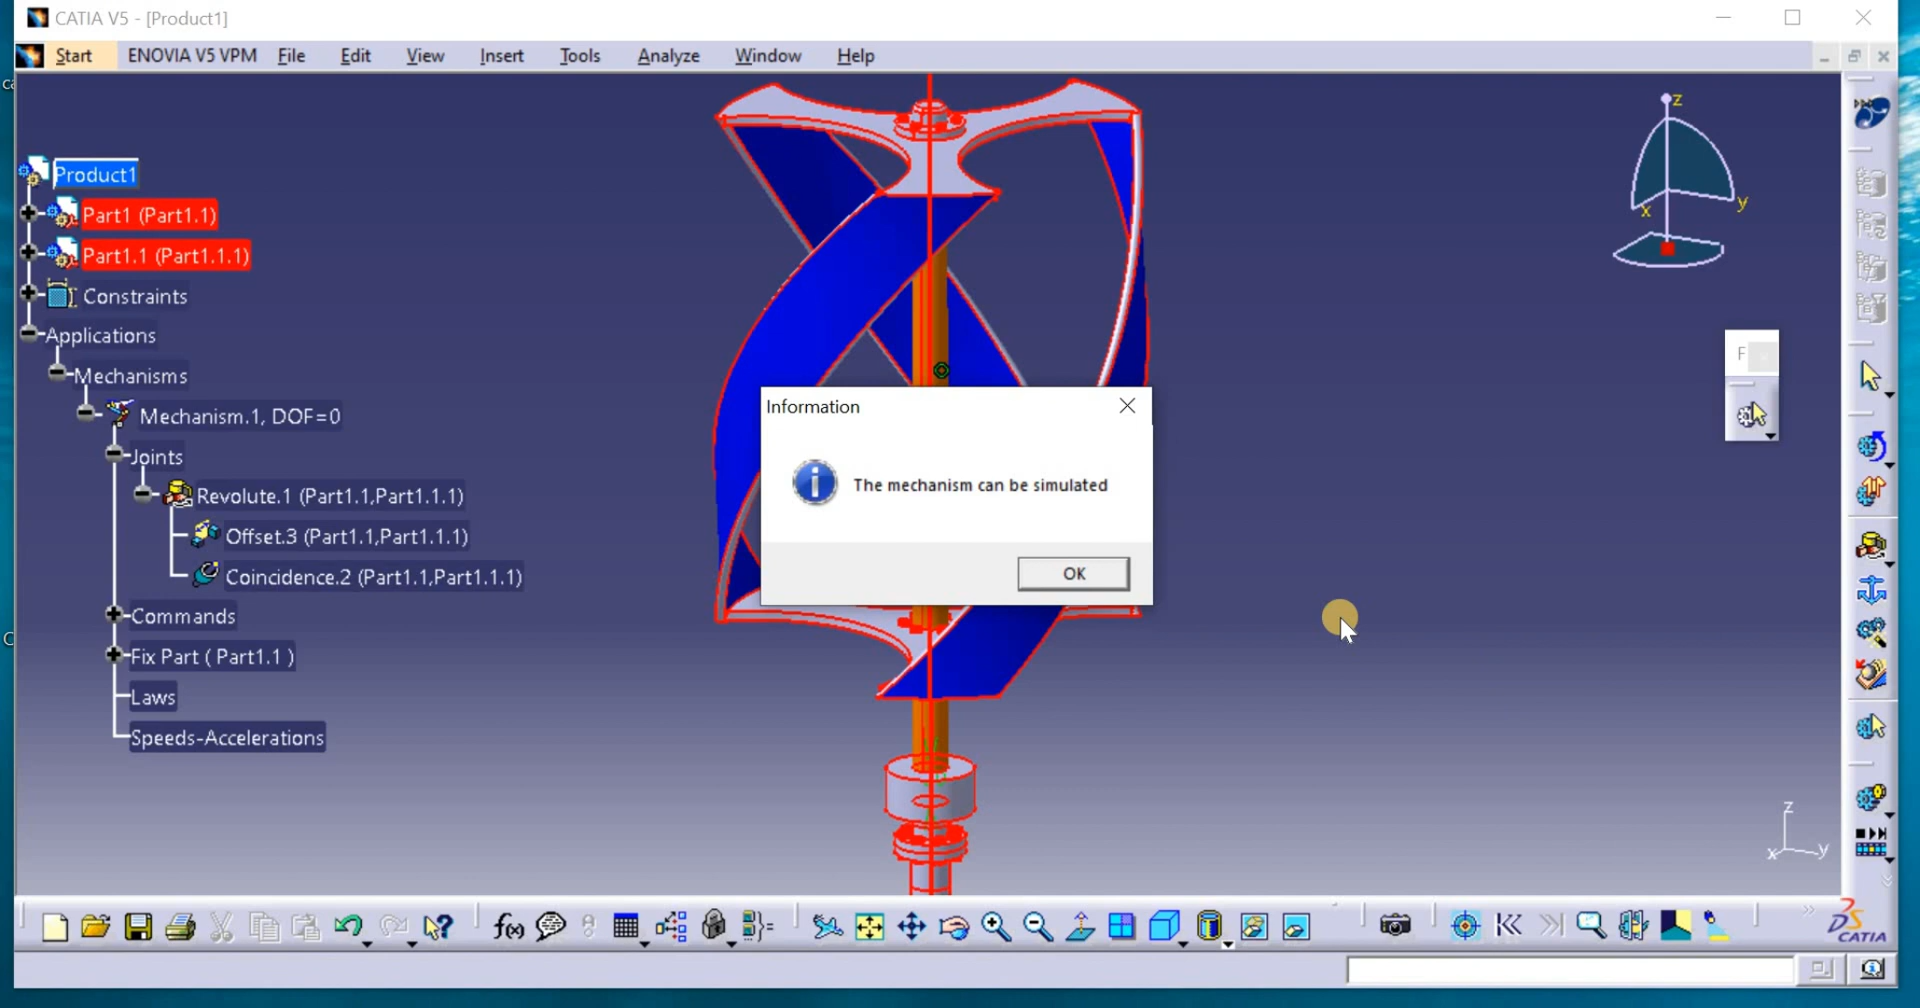 CATIA V5 - [Product1]
Start ENOVIA V5 VPM File Edit View Insert Tools Analyze Window Help
z
y
x
Product1
Part1 (Part1.1)
Part1.1 (Part1.1.1)
Constraints
Applications
Mechanisms
Mechanism.1, DOF=0
Joints
Revolute.1 (Part1.1,Part1.1.1)
Offset.3 (Part1.1,Part1.1.1)
Coincidence.2 (Part1.1,Part1.1.1)
Commands
Fix Part ( Part1.1 )
Laws
Speeds-Accelerations
F
Information
The mechanism can be simulated
OK
z
x
y
f(x)
CATIA